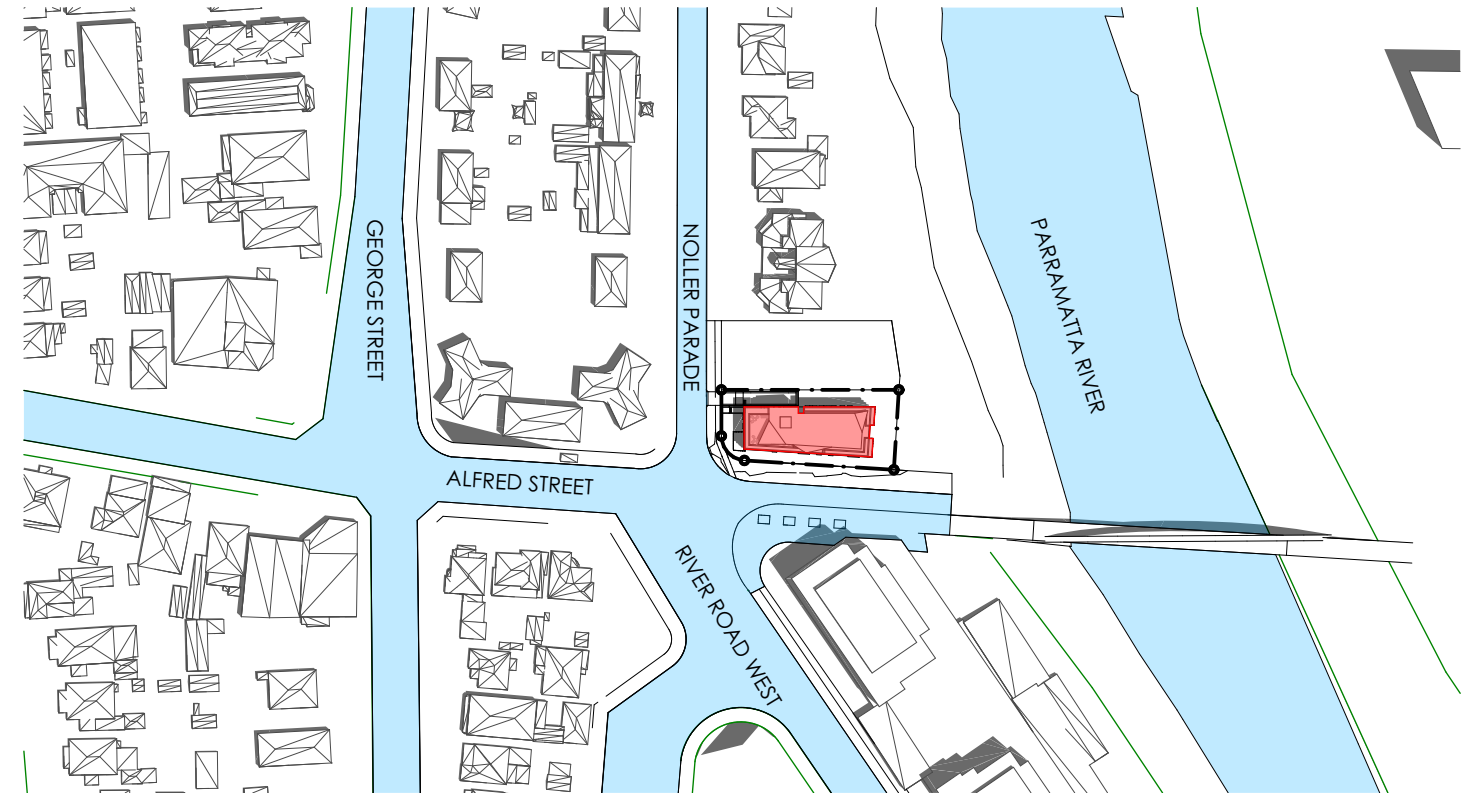 GEORGE STREET
NOLLER PARADE
PARRAMATTA RIVER
ALFRED STREET
RIVER ROAD WEST